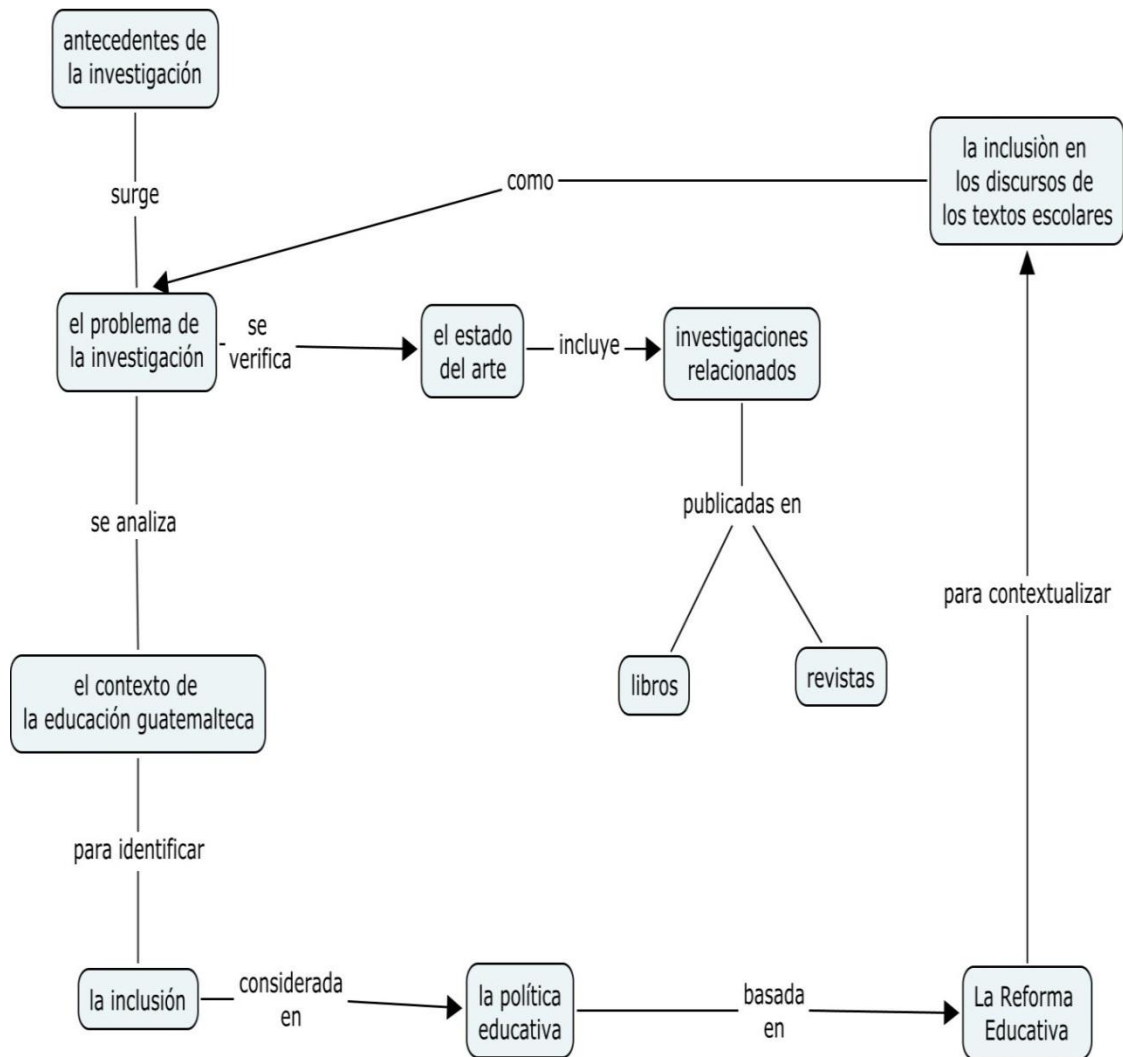 antecedentes de
la investigación
surge
como
la inclusiòn en
los discursos de
los textos escolares
el problema de
la investigación
se
verifica
el estado
del arte
incluye
investigaciones
relacionados
publicadas en
se analiza
para contextualizar
libros
revistas
el contexto de
la educación guatemalteca
para identificar
la inclusión
considerada
en
la política
educativa
basada
en
La Reforma
Educativa